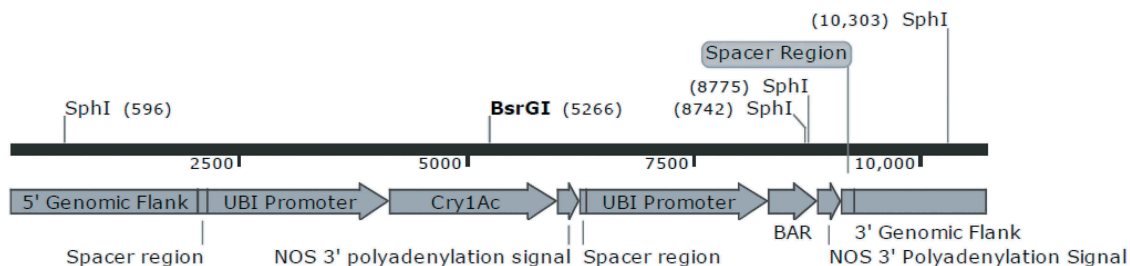 (10,303) SphI
Spacer Region
(8775) SphI
SphI (596)
BsrGI (5266)
(8742) SphI
2500
5000
7500
10,000
5' Genomic Flank
UBI Promoter
Cry1Ac
UBI Promoter
BAR
3' Genomic Flank
Spacer region
NOS 3' polyadenylation signal
Spacer region
NOS 3' Polyadenylation Signal